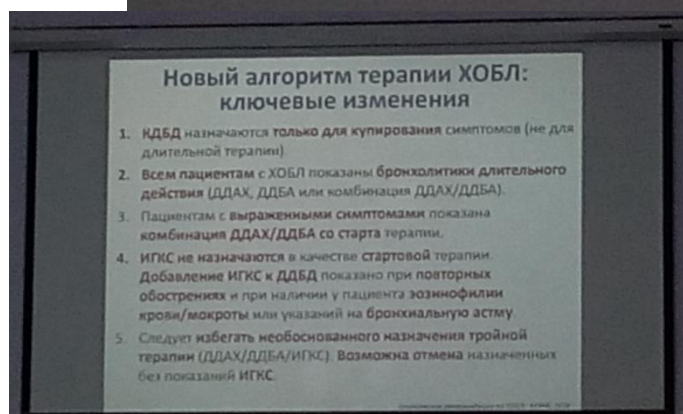 Новый алгоритм терапии ХОБЛ:
ключевые изменения
1. КДБД назначаются только для купирования симптомов (не для
длительной терапии).
2. Всем пациентам с ХОБЛ показаны бронхолитики длительного
действия (ДДАХ, ДДБА или комбинация ДДАХ/ДДБА).
3. Пациентам с выраженными симптомами показана
комбинация ДДАХ/ДДБА со старта терапии.
4. ИГКС не назначаются в качестве стартовой терапии.
Добавление ИГКС к ДДБД показано при повторных
обострениях и при наличии у пациента эозинофилии
крови/мокроты или указаний на бронхиальную астму.
5. Следует избегать необоснованного назначения тройной
терапии (ДДАХ/ДДБА/ИГКС). Возможна отмена назначенных
без показаний ИГКС.